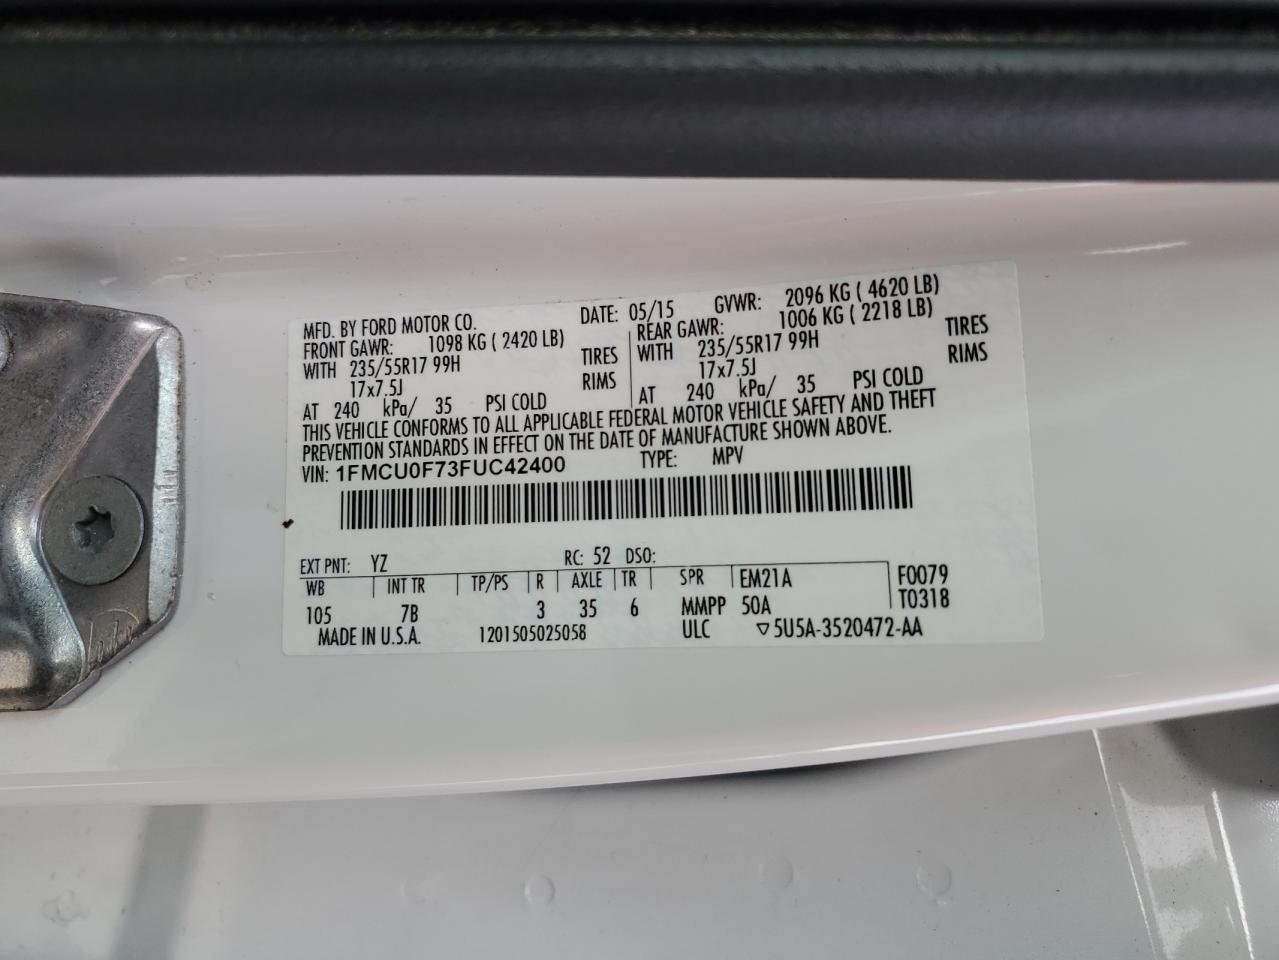 MFD. BY FORD MOTOR CO. DATE: 05/15 GVWR: 2096 KG ( 4620 LB)
FRONT GAWR: 1098 KG ( 2420 LB) REAR GAWR: 1006 KG ( 2218 LB)
WITH 235/55R17 99H TIRES WITH 235/55R17 99H TIRES
17x7.5J RIMS 17x7.5J RIMS
AT 240 kPa/ 35 PSI COLD AT 240 kPa/ 35 PSI COLD
THIS VEHICLE CONFORMS TO ALL APPLICABLE FEDERAL MOTOR VEHICLE SAFETY AND THEFT
PREVENTION STANDARDS IN EFFECT ON THE DATE OF MANUFACTURE SHOWN ABOVE.
VIN: 1FMCU0F73FUC42400 TYPE: MPV
EXT PNT: YZ RC: 52 DSO:
WB INT TR TP/PS R AXLE TR SPR EM21A F0079
105 7B 3 35 6 MMPP 50A T0318
MADE IN U.S.A. 1201505025058 ULC ▽5U5A-3520472-AA